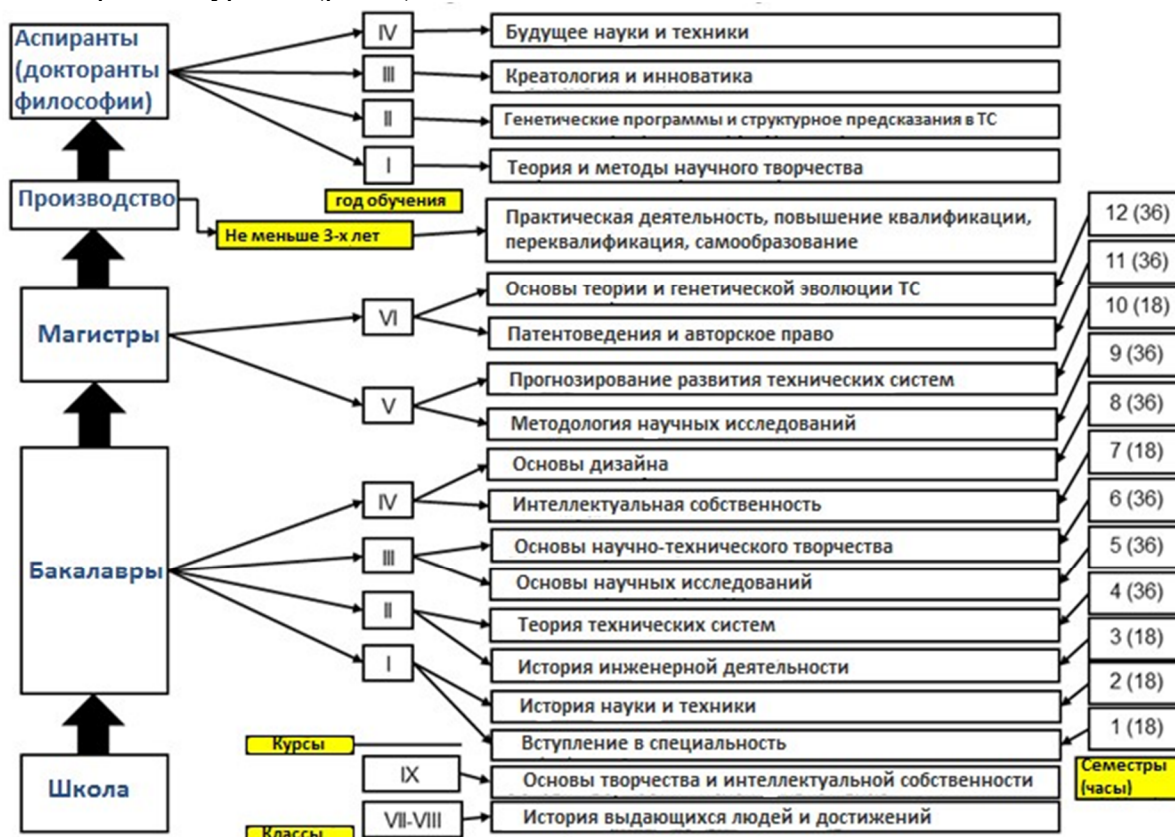 Аспиранты
(докторанты
философии)
IV
Будущее науки и техники
III
Креатология и инноватика
II
Генетические программы и структурное предсказания в ТС
I
Теория и методы научного творчества
Производство
год обучения
Не меньше 3-х лет
Практическая деятельность, повышение квалификации,
переквалификация, самообразование
12 (36)
11 (36)
Магистры
VI
Основы теории и генетической эволюции ТС
10 (18)
Патентоведения и авторское право
9 (36)
V
Прогнозирование развития технических систем
8 (36)
Методология научных исследований
7 (18)
Бакалавры
IV
Основы дизайна
6 (36)
Интеллектуальная собственность
5 (36)
III
Основы научно-технического творчества
4 (36)
Основы научных исследований
II
Теория технических систем
3 (18)
История инженерной деятельности
I
2 (18)
История науки и техники
1 (18)
Вступление в специальность
Курсы
Семестры
(часы)
Школа
IX
Основы творчества и интеллектуальной собственности
VII-VIII
История выдающихся людей и достижений
Классы